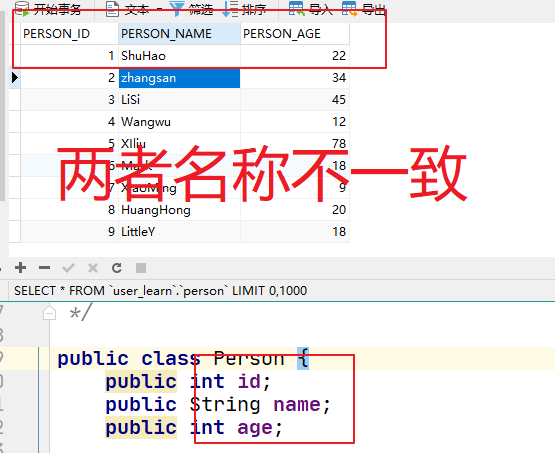 开始事务 文本 筛选 排序 导入 导出
PERSON_ID PERSON_NAME PERSON_AGE
1 ShuHao 22
2 zhangsan 34
3 LiSi 45
4 Wangwu 12
5 XIliu 78
18
两者名称不一致
7 XiaoMing 9
8 HuangHong 20
9 LittleY 18
SELECT * FROM `user_learn`.`person` LIMIT 0,1000
*/
public class Person {
public int id;
public String name;
public int age;